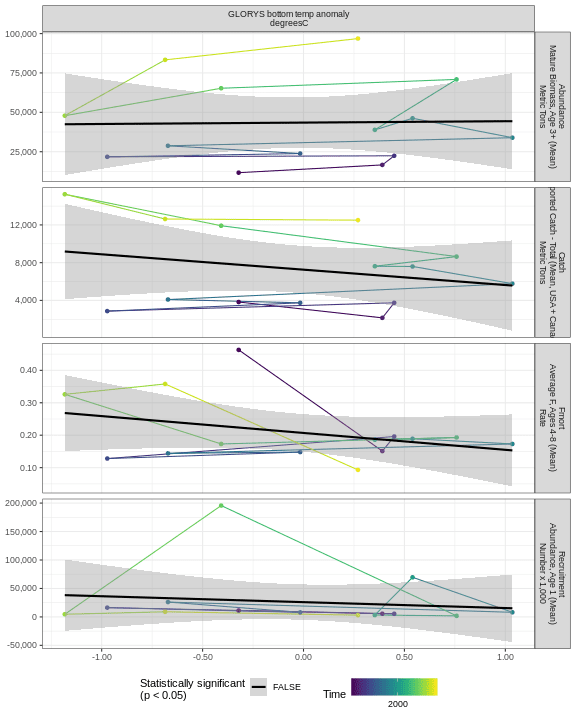 GLORYS bottom temp anomaly
degreesC
100,000
75,000
50,000
25,000
Abundance
Mature Biomass, Age 3+ (Mean)
Metric Tons
12,000
8,000
4,000
Catch
ported Catch - Total (Mean, USA + Cana
Metric Tons
0.40
0.30
0.20
0.10
Fmort
Average F, Ages 4-8 (Mean)
Rate
200,000
150,000
100,000
50,000
0
-50,000
Recruitment
Abundance, Age 1 (Mean)
Number x 1,000
-1.00
-0.50
0.00
0.50
1.00
Statistically significant
(p < 0.05)
FALSE
Time
2000